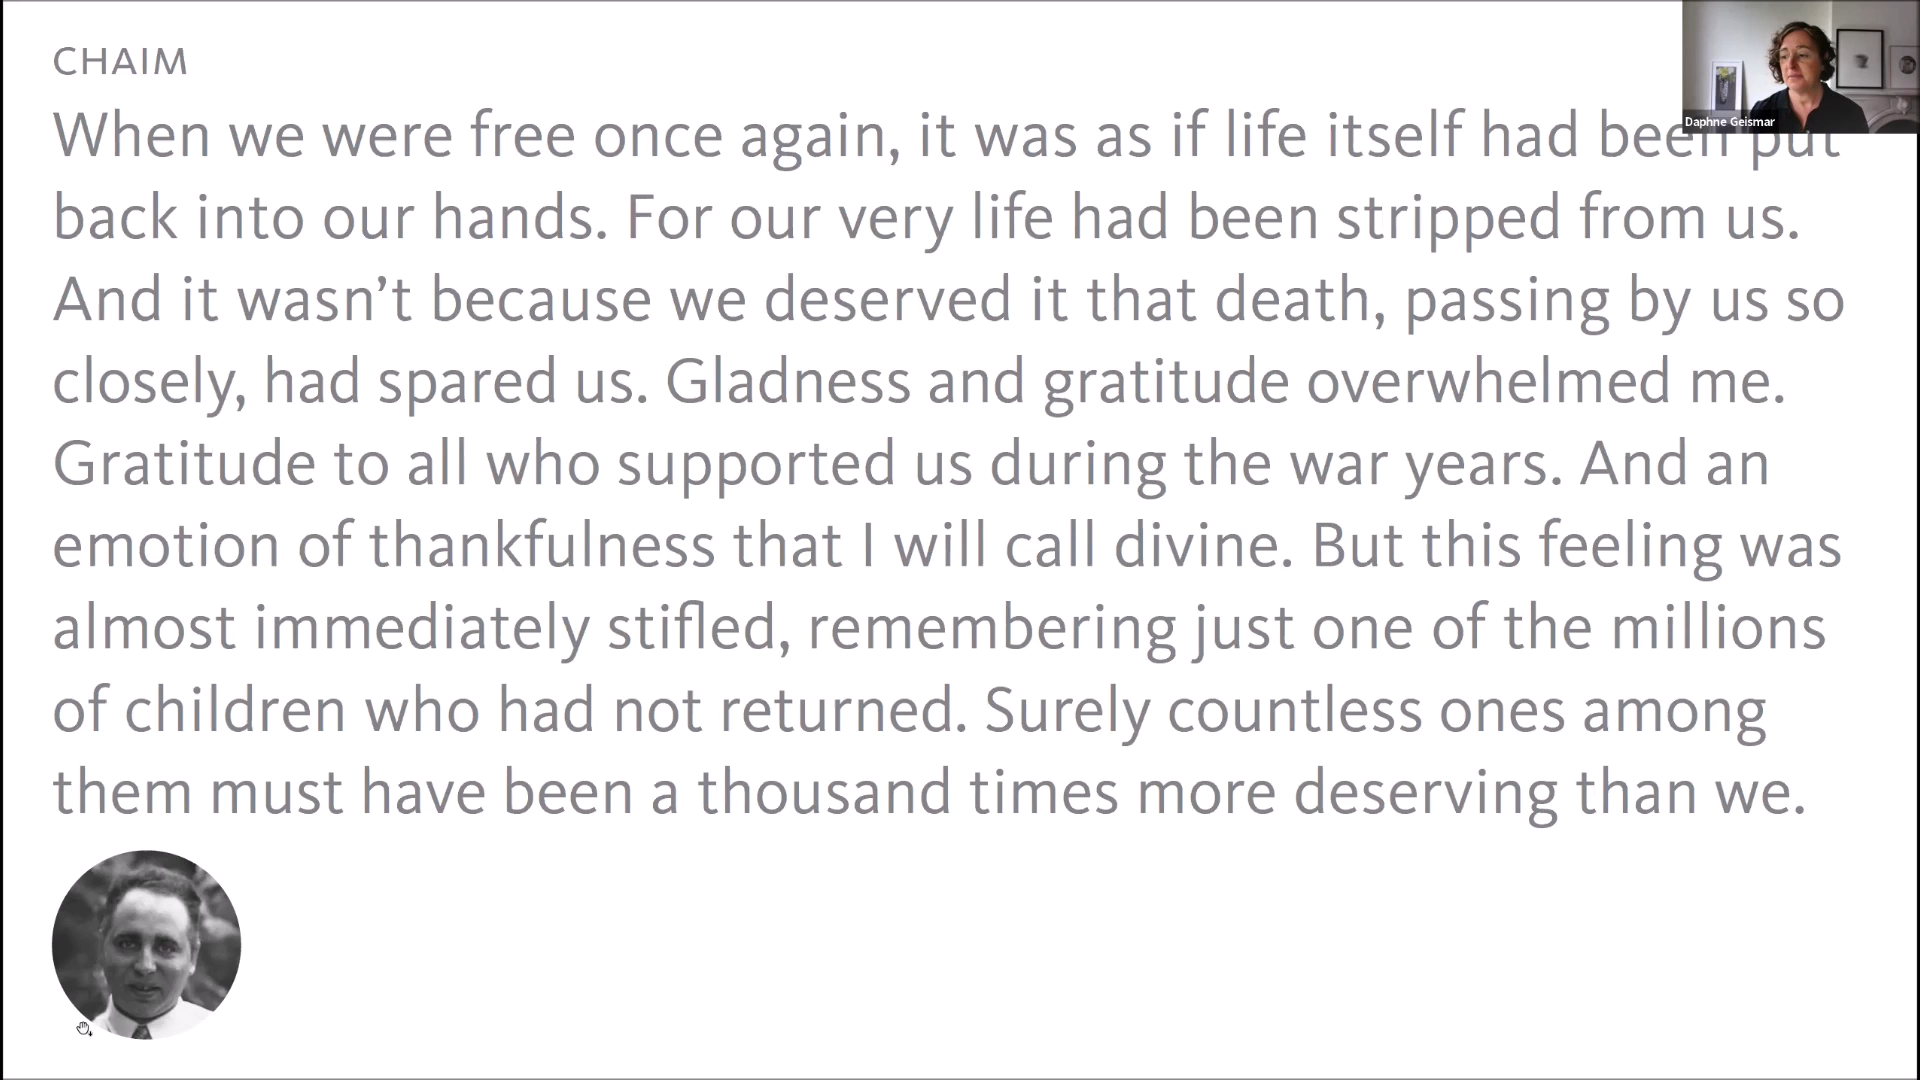 CHAIM
When we were free once again, it was as if life itself had been put
back into our hands. For our very life had been stripped from us.
And it wasn’t because we deserved it that death, passing by us so
closely, had spared us. Gladness and gratitude overwhelmed me.
Gratitude to all who supported us during the war years. And an
emotion of thankfulness that I will call divine. But this feeling was
almost immediately stifled, remembering just one of the millions
of children who had not returned. Surely countless ones among
them must have been a thousand times more deserving than we.
Daphne Geismar